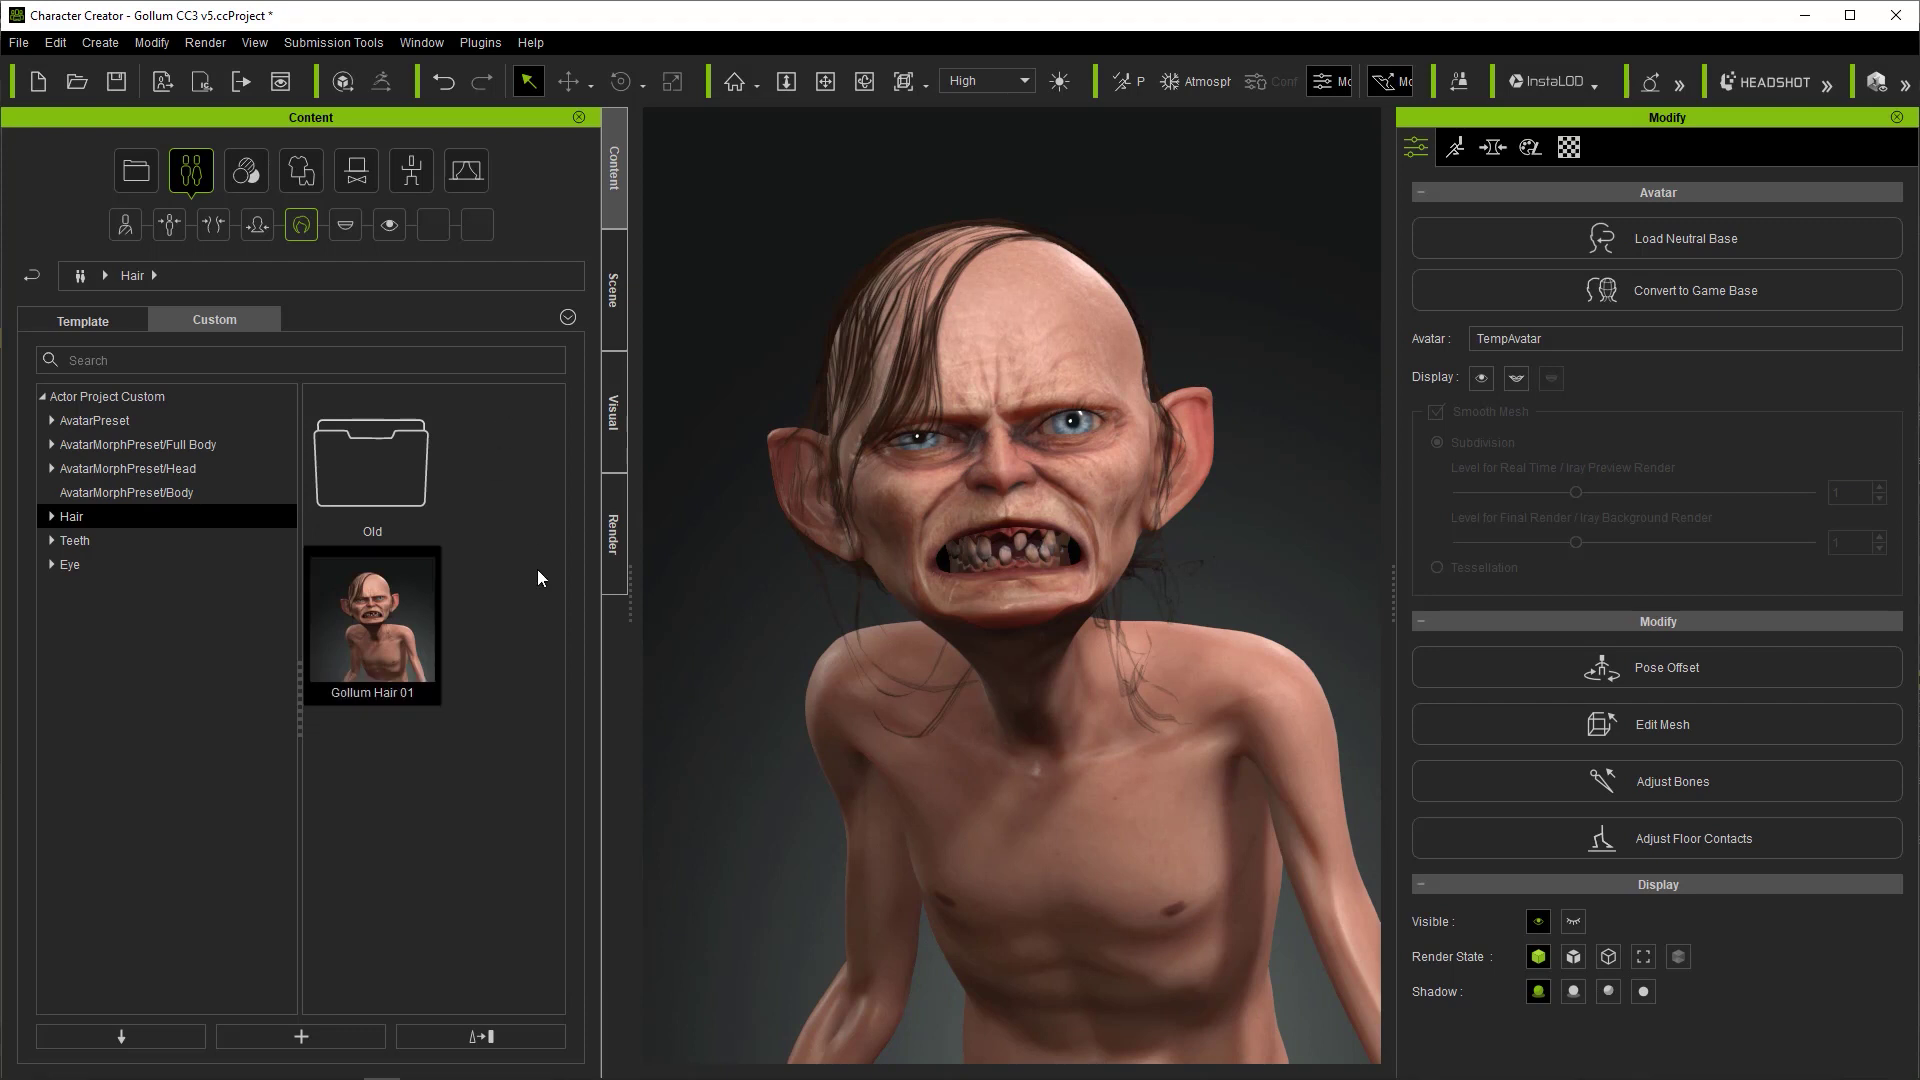 Character Creator - Gollum CC3 v5.ccProject *
File Edit Create Modify Render View Submission Tools Window Plugins Help
High P Atmosph Conf Mo Mo InstaLOD HEADSHOT
Content
Hair
Template Custom
Search
Actor Project Custom
AvatarPreset
AvatarMorphPreset/Full Body
AvatarMorphPreset/Head
AvatarMorphPreset/Body
Hair
Teeth
Eye
Old
Gollum Hair 01
Content
Scene
Visual
Render
Modify
Avatar
Load Neutral Base
Convert to Game Base
Avatar : TempAvatar
Display :
Smooth Mesh
Subdivision
Level for Real Time / Iray Preview Render
1
Level for Final Render / Iray Background Render
1
Tessellation
Modify
Pose Offset
Edit Mesh
Adjust Bones
Adjust Floor Contacts
Display
Visible :
Render State :
Shadow :